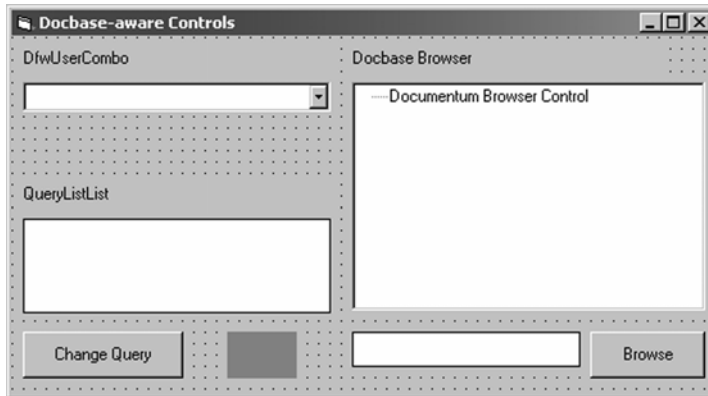 Docbase-aware Controls
DfwUserCombo
Docbase Browser
Documentum Browser Control
QueryListList
Change Query
Browse